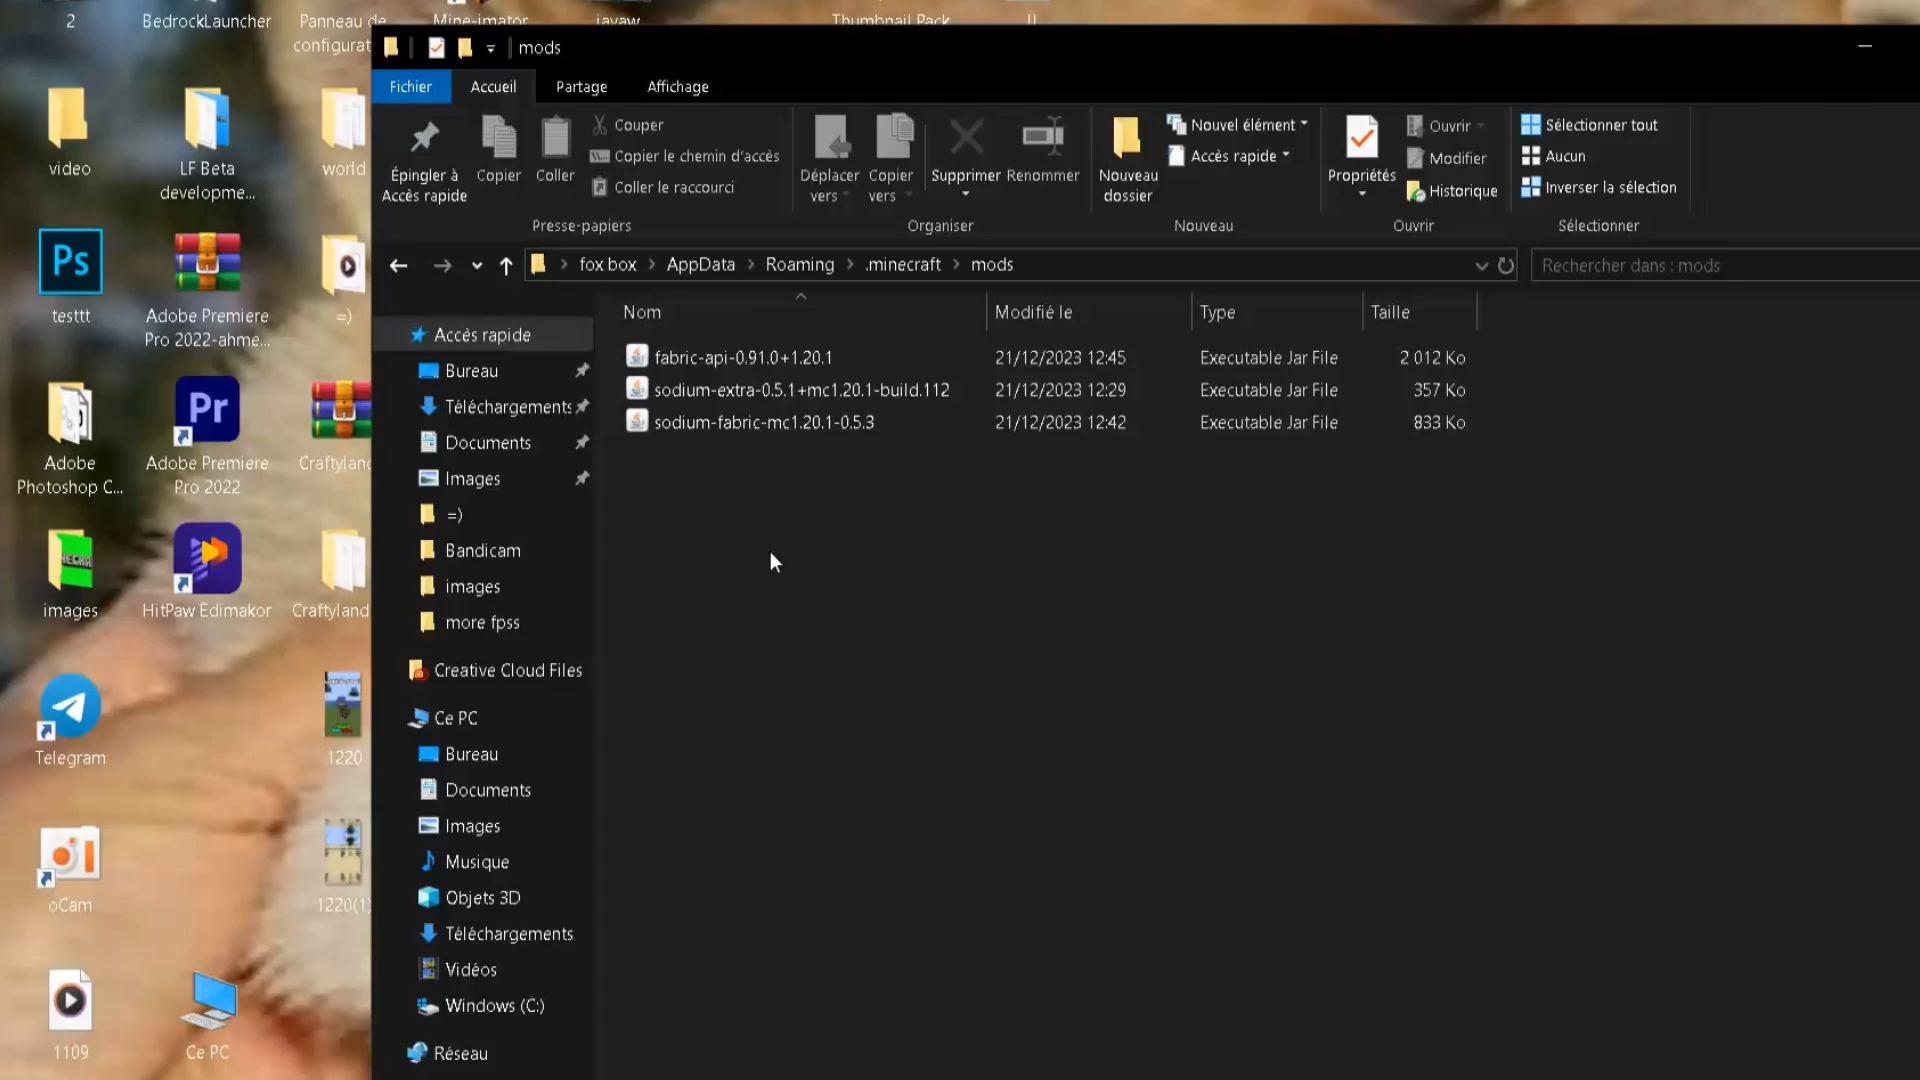 2
BedrockLauncher
Panneau de
configurat
Mine-imator
javaw
Thumbnail Pack
mods
Fichier
Accueil
Partage
Affichage
Épingler à
Accès rapide
Copier
Coller
Couper
Copier le chemin d'accès
Coller le raccourci
Presse-papiers
Déplacer
vers
Copier
vers
Supprimer
Renommer
Organiser
Nouveau
dossier
Nouvel élément
Accès rapide
Nouveau
Propriétés
Ouvrir
Modifier
Historique
Ouvrir
Sélectionner tout
Aucun
Inverser la sélection
Sélectionner
fox box > AppData > Roaming > .minecraft > mods
Rechercher dans : mods
Nom
Modifié le
Type
Taille
fabric-api-0.91.0+1.20.1 21/12/2023 12:45 Executable Jar File 2 012 Ko
sodium-extra-0.5.1+mc1.20.1-build.112 21/12/2023 12:29 Executable Jar File 357 Ko
sodium-fabric-mc1.20.1-0.5.3 21/12/2023 12:42 Executable Jar File 833 Ko
Accès rapide
Bureau
Téléchargements
Documents
Images
=)
Bandicam
images
more fpss
Creative Cloud Files
Ce PC
Bureau
Documents
Images
Musique
Objets 3D
Téléchargements
Vidéos
Windows (C:)
Réseau
video
LF Beta
developme...
world
Ps
testtt
Adobe Premiere
Pro 2022-ahme...
=)
Adobe
Photoshop C...
Pr
Adobe Premiere
Pro 2022
Craftyland
images
HitPaw Edimakor
Craftyland
Telegram
1220
oCam
1220(1)
1109
Ce PC